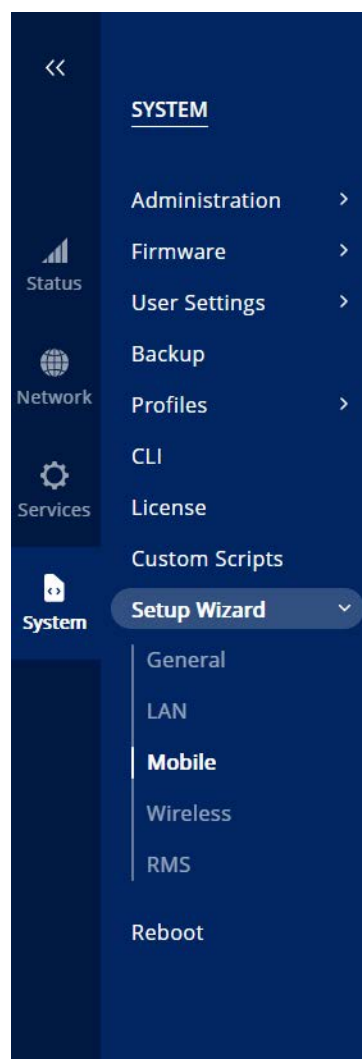 SYSTEM
Status
Network
Services
System
Administration
Firmware
User Settings
Backup
Profiles
CLI
License
Custom Scripts
Setup Wizard
General
LAN
Mobile
Wireless
RMS
Reboot